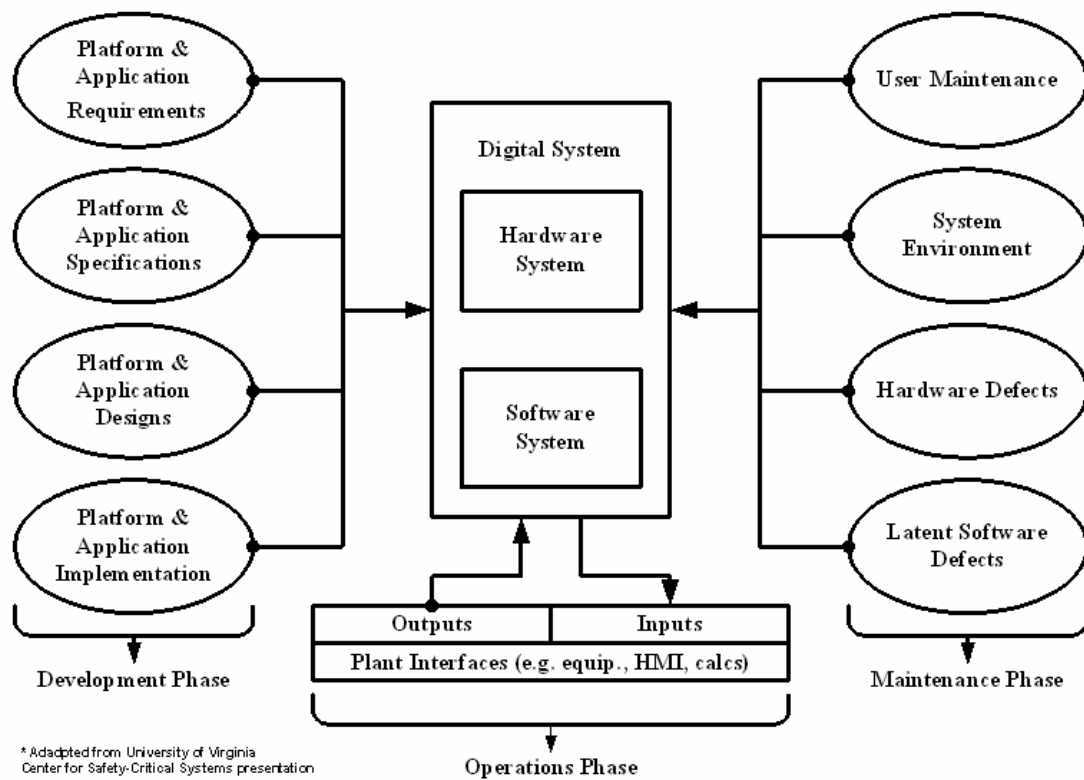 Platform &
Application
Requirements
Platform &
Application
Specifications
Platform &
Application
Designs
Platform &
Application
Implementation
Development Phase
Digital System
Hardware
System
Software
System
Outputs
Inputs
Plant Interfaces (e.g. equip., HMI, calcs)
Operations Phase
User Maintenance
System
Environment
Hardware Defects
Latent Software
Defects
Maintenance Phase
* Adadpted from University of Virginia
Center for Safety-Critical Systems presentation